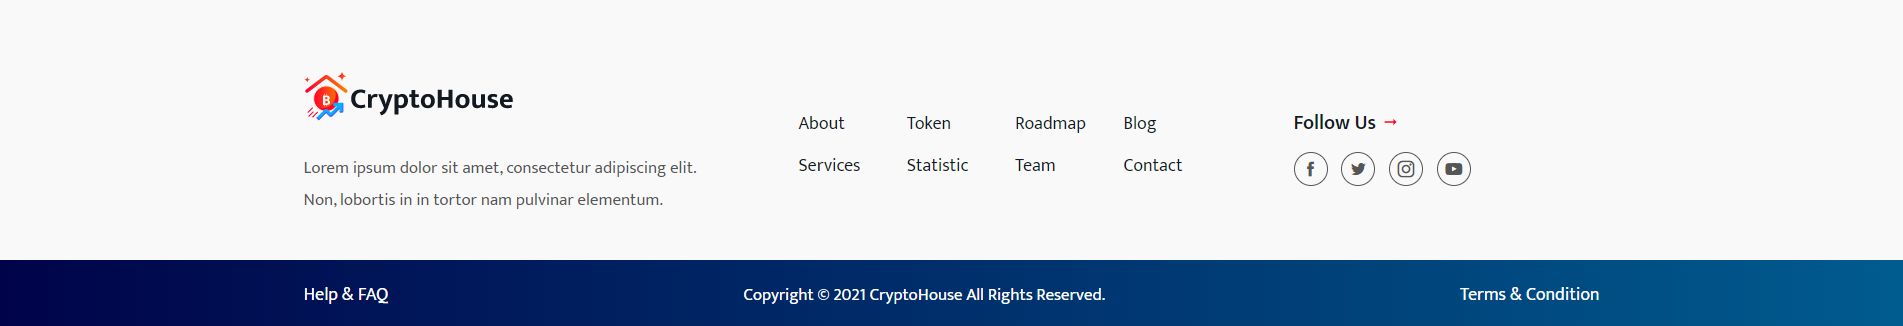 CryptoHouse
Lorem ipsum dolor sit amet, consectetur adipiscing elit.
Non, lobortis in in tortor nam pulvinar elementum.
About Token Roadmap Blog
Services Statistic Team Contact
Follow Us →
Help & FAQ
Copyright © 2021 CryptoHouse All Rights Reserved.
Terms & Condition